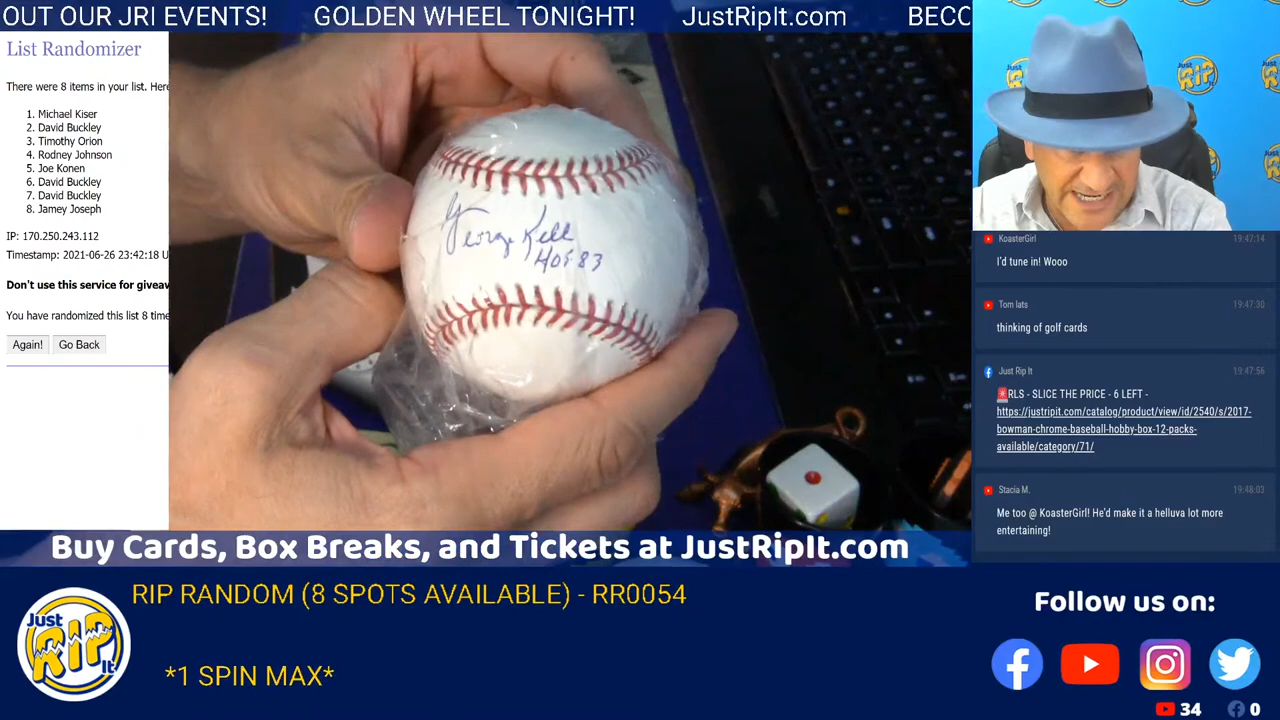 OUT OUR JRI EVENTS! GOLDEN WHEEL TONIGHT! JustRipIt.com BECC
List Randomizer
There were 8 items in your list. Here
1. Michael Kiser
2. David Buckley
3. Timothy Orion
4. Rodney Johnson
5. Joe Konen
6. David Buckley
7. David Buckley
8. Jamey Joseph
IP: 170.250.243.112
Timestamp: 2021-06-26 23:42:18 U
Don't use this service for giveav
You have randomized this list 8 time
Again! Go Back
George Kell
HOF 83
Just
RIP
It
KoasterGirl 19:47:14
I'd tune in! Wooo
Tom Iats 19:47:30
thinking of golf cards
Just Rip It 19:47:56
RLS - SLICE THE PRICE - 6 LEFT -
https://justripit.com/catalog/product/view/id/2540/s/2017-
bowman-chrome-baseball-hobby-box-12-packs-
available/category/71/
Stacia M. 19:48:03
Me too @ KoasterGirl! He'd make it a helluva lot more
entertaining!
Buy Cards, Box Breaks, and Tickets at JustRipIt.com
Just
RIP
It
RIP RANDOM (8 SPOTS AVAILABLE) - RR0054
*1 SPIN MAX*
Follow us on:
34 0